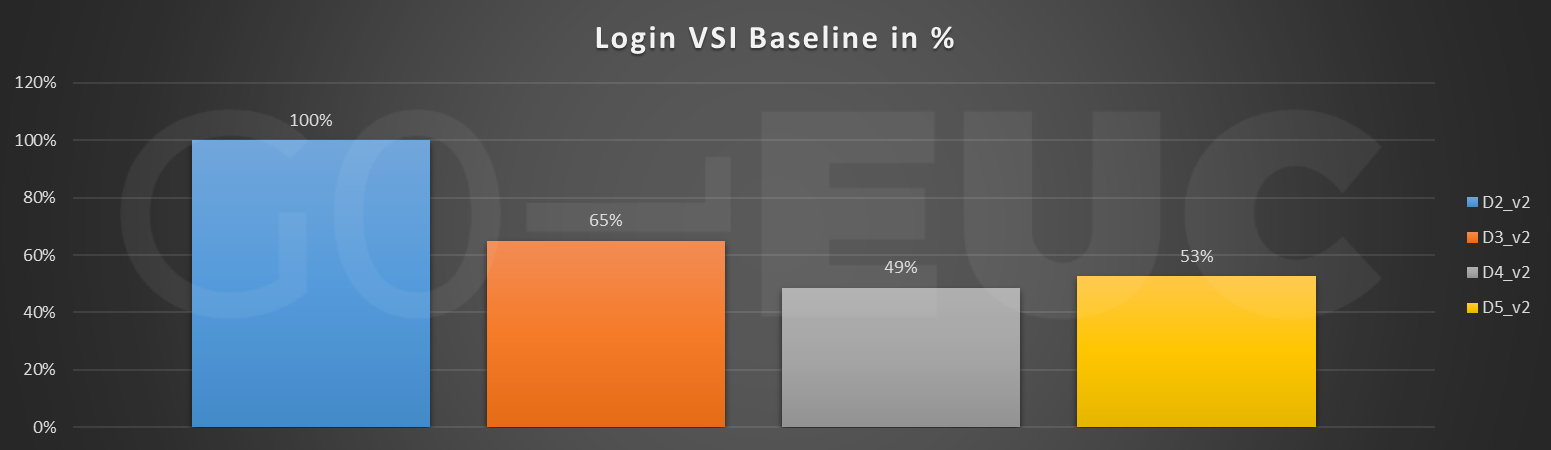 Login VSI Baseline in %
120%
100%
80%
60%
40%
20%
0%
100%
65%
49%
53%
D2_v2
D3_v2
D4_v2
D5_v2
GO-EUC